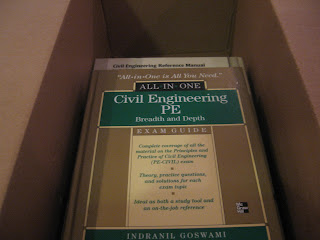 Civil Engineering Reference Manual
"All-in-One is All You Need."
ALL IN ONE
Civil Engineering
PE
Breadth and Depth
EXAM GUIDE
Complete coverage of all the
material on the Principles and
Practice of Civil Engineering
(PE-CIVIL) exam
Theory, practice questions,
and solutions for each
exam topic
Ideal as both a study tool and
an on-the-job reference
INDRANIL GOSWAMI